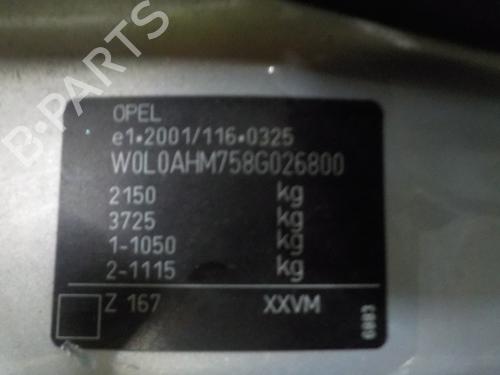 OPEL
e1•2001/116•0325
W0L0AHM758G026800
2150 kg
3725 kg
1-1050 kg
2-1115 kg
Z 167 XXVM
6883
B-PARTS